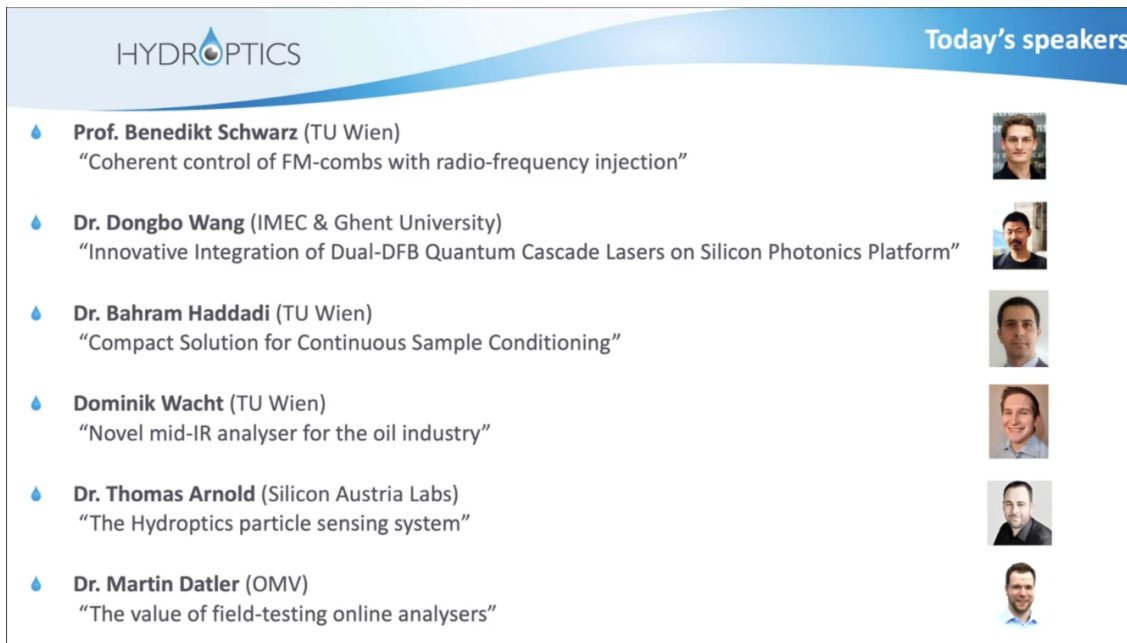 HYDROPTICS
Today's speakers
Prof. Benedikt Schwarz (TU Wien)
“Coherent control of FM-combs with radio-frequency injection”
Dr. Dongbo Wang (IMEC & Ghent University)
“Innovative Integration of Dual-DFB Quantum Cascade Lasers on Silicon Photonics Platform”
Dr. Bahram Haddadi (TU Wien)
“Compact Solution for Continuous Sample Conditioning”
Dominik Wacht (TU Wien)
“Novel mid-IR analyser for the oil industry”
Dr. Thomas Arnold (Silicon Austria Labs)
“The Hydroptics particle sensing system”
Dr. Martin Datler (OMV)
“The value of field-testing online analysers”